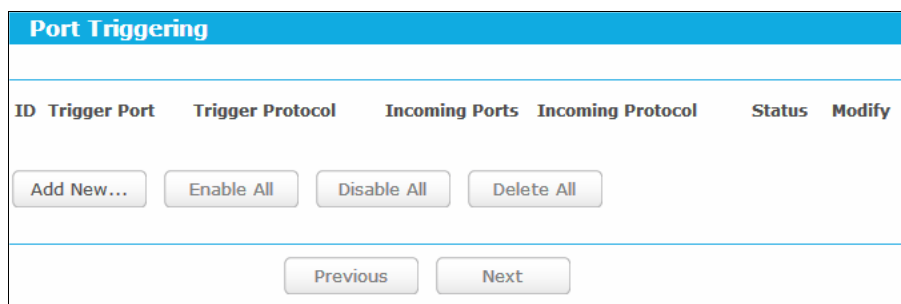 Port Triggering
ID Trigger Port Trigger Protocol Incoming Ports Incoming Protocol Status Modify
Add New... Enable All Disable All Delete All
Previous Next